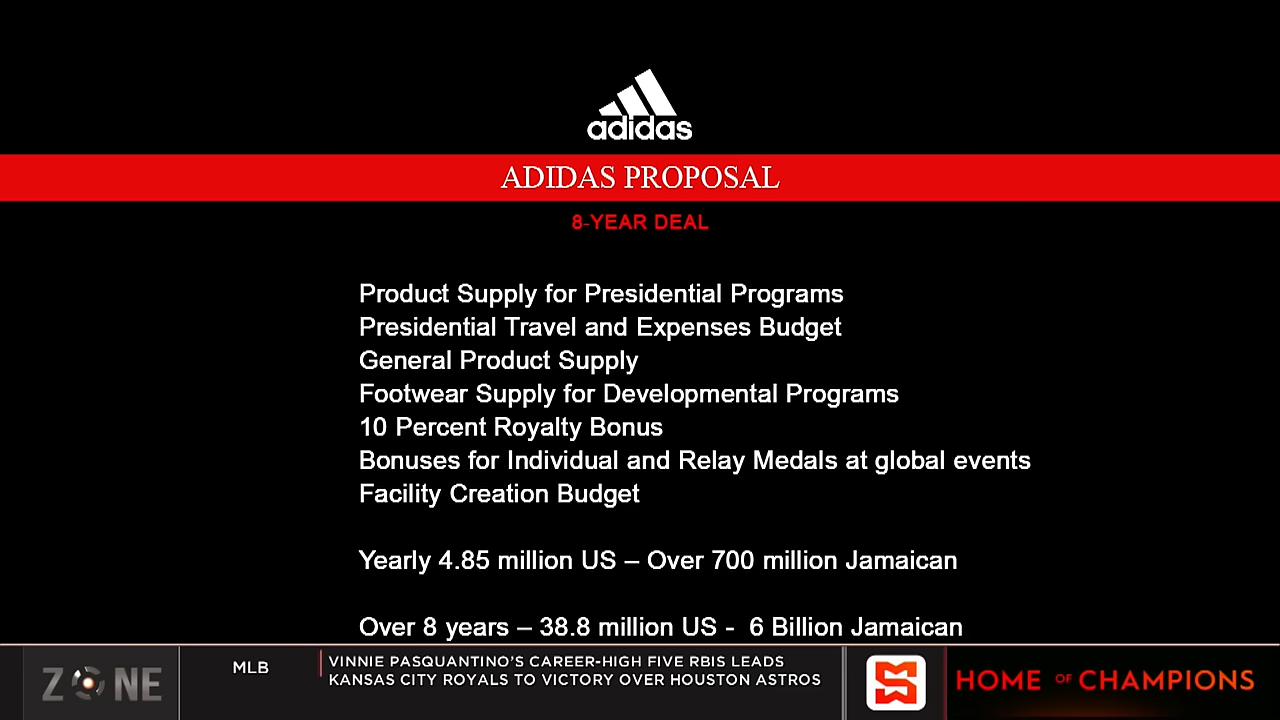 adidas
ADIDAS PROPOSAL
8-YEAR DEAL
Product Supply for Presidential Programs
Presidential Travel and Expenses Budget
General Product Supply
Footwear Supply for Developmental Programs
10 Percent Royalty Bonus
Bonuses for Individual and Relay Medals at global events
Facility Creation Budget
Yearly 4.85 million US – Over 700 million Jamaican
Over 8 years – 38.8 million US - 6 Billion Jamaican
ZONE
MLB
VINNIE PASQUANTINO'S CAREER-HIGH FIVE RBIS LEADS
KANSAS CITY ROYALS TO VICTORY OVER HOUSTON ASTROS
HOME OF CHAMPIONS